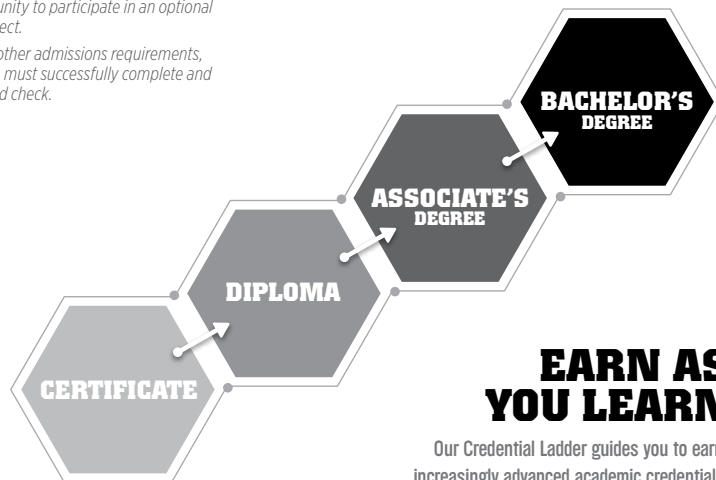 unity to participate in an optional
ect.
other admissions requirements,
must successfully complete and
d check.
BACHELOR'S
DEGREE
ASSOCIATE'S
DEGREE
DIPLOMA
CERTIFICATE
EARN AS
YOU LEARN
Our Credential Ladder guides you to earn
increasingly advanced academic credential